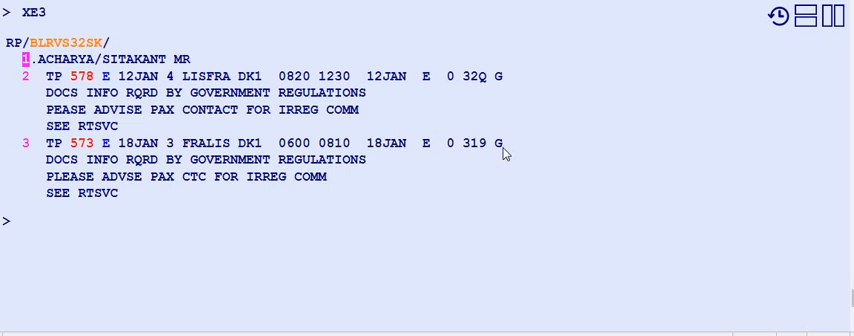 > XE3
RP/BLRVS32SK/
1.ACHARYA/SITAKANT MR
2 TP 578 E 12JAN 4 LISFRA DK1 0820 1230 12JAN E 0 32Q G
DOCS INFO RQRD BY GOVERNMENT REGULATIONS
PEASE ADVISE PAX CONTACT FOR IRREG COMM
SEE RTSVC
3 TP 573 E 18JAN 3 FRALIS DK1 0600 0810 18JAN E 0 319 G
DOCS INFO RQRD BY GOVERNMENT REGULATIONS
PLEASE ADVSE PAX CTC FOR IRREG COMM
SEE RTSVC
>